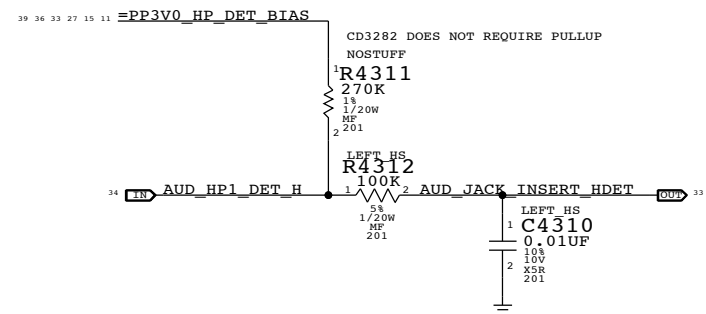 39 36 33 27 15 11 =PP3V0_HP_DET_BIAS
CD3282 DOES NOT REQUIRE PULLUP
NOSTUFF
1 R4311
270K
1%
1/20W
MF
2 201
LEFT_HS
R4312
34 IN AUD_HP1_DET_H 1 100K 2 AUD_JACK_INSERT_HDET OUT 33
5%
1/20W
MF
201
LEFT_HS
1 C4310
0.01UF
10%
10V
2 X5R
201